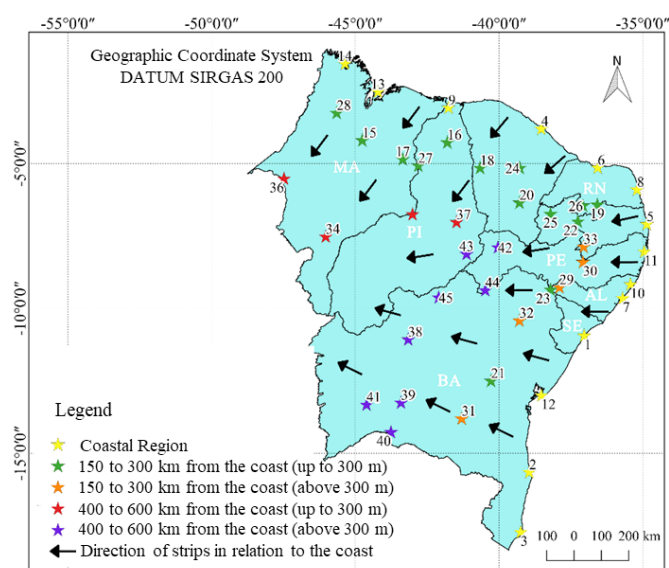 -55°0'0"
-50°0'0"
-45°0'0"
-40°0'0"
-35°0'0"
Geographic Coordinate System
DATUM SIRGAS 200
N
-5°0'0"
-10°0'0"
-15°0'0"
14
13
9
28
15
16
4
17
27
18
24
6
MA
RN
8
36
20
26
19
25
22
5
34
PI
37
33
43
42
PE
30
11
44
29
AL
10
45
23
7
32
SE
38
1
BA
21
41
39
12
31
40
2
3
Legend
Coastal Region
150 to 300 km from the coast (up to 300 m)
150 to 300 km from the coast (above 300 m)
400 to 600 km from the coast (up to 300 m)
400 to 600 km from the coast (above 300 m)
Direction of strips in relation to the coast
100 0 100 200 km